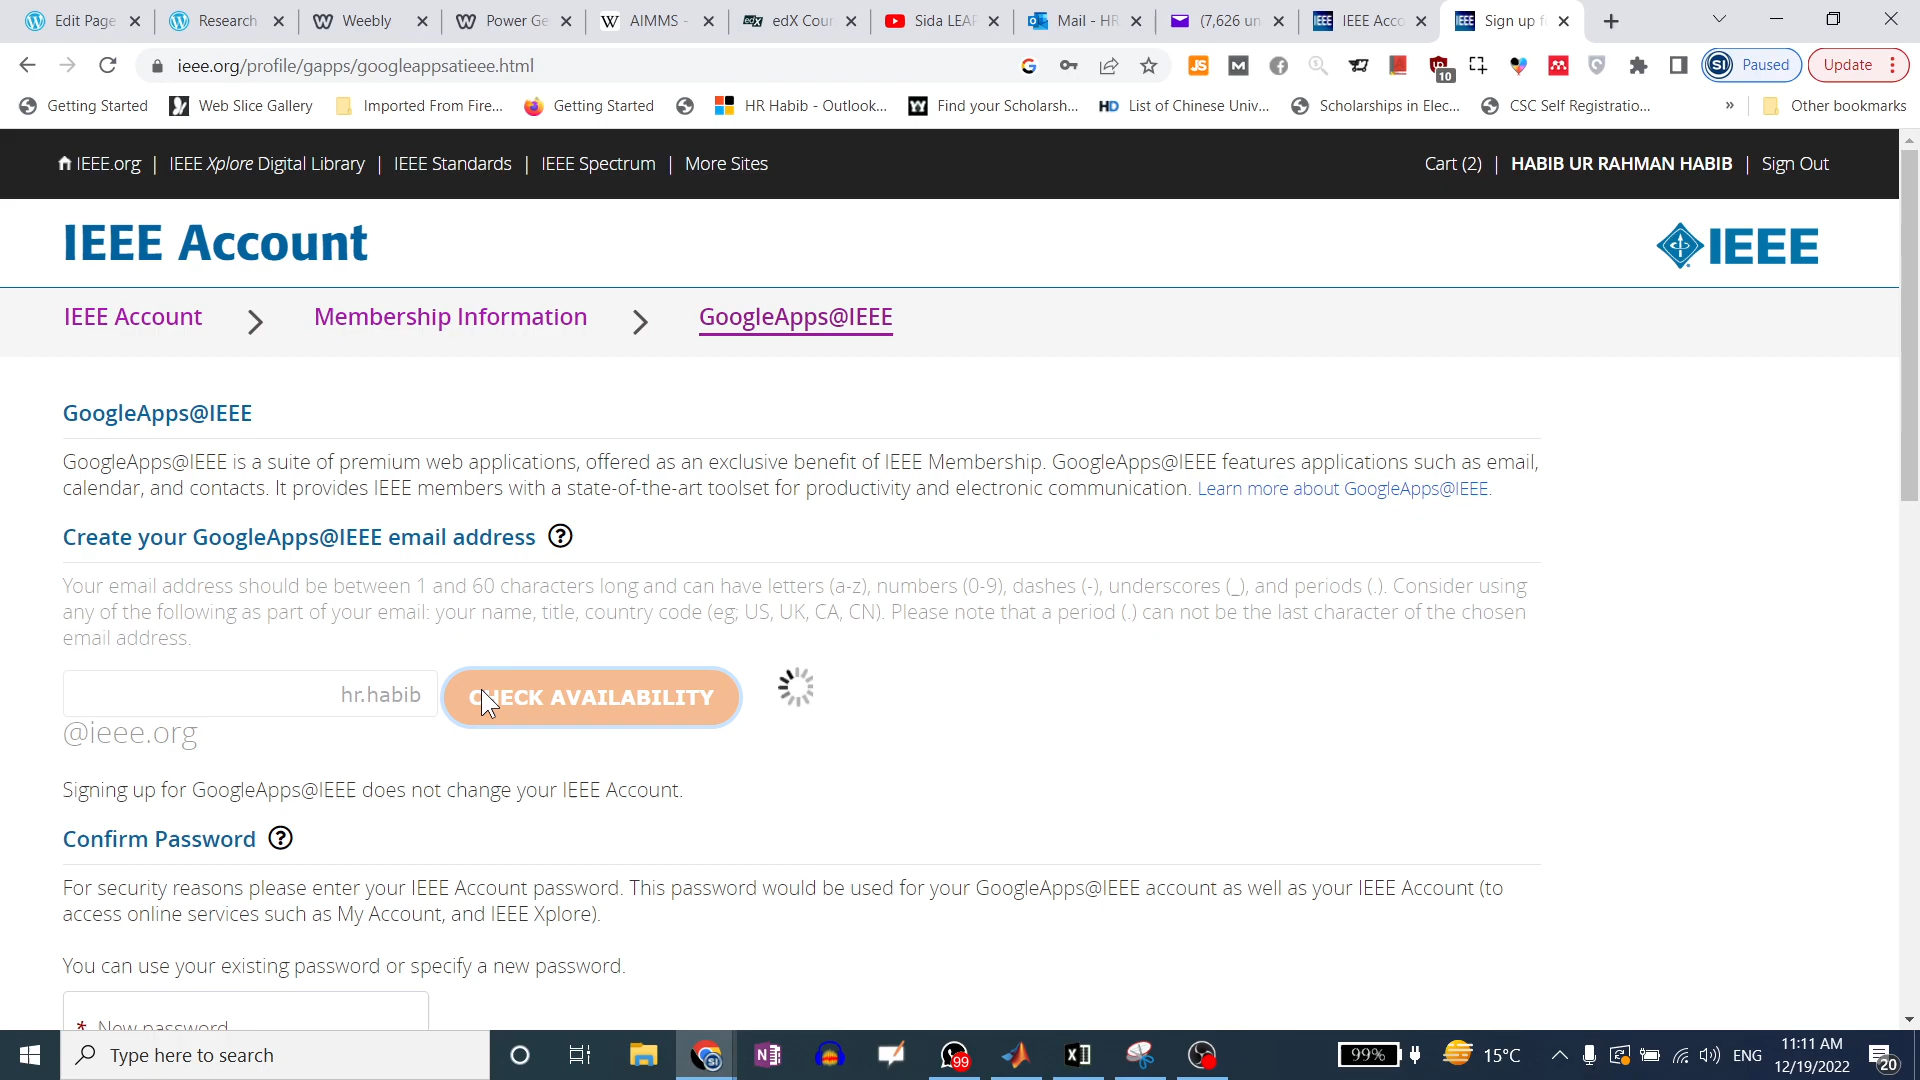 Edit Page
Research
Weebly
Power Ge
AIMMS -
edX Cour
Sida LEAF
Mail - HR
(7,626 un
IEEE Acco
Sign up f
ieee.org/profile/gapps/googleappsatieee.html
10
SI Paused
Update
Getting Started
Web Slice Gallery
Imported From Fire...
Getting Started
HR Habib - Outlook...
Find your Scholarsh...
List of Chinese Univ...
Scholarships in Elec...
CSC Self Registratio...
»
Other bookmarks
IEEE.org | IEEE Xplore Digital Library | IEEE Standards | IEEE Spectrum | More Sites
Cart (2) | HABIB UR RAHMAN HABIB | Sign Out
IEEE Account
IEEE
IEEE Account
Membership Information
GoogleApps@IEEE
GoogleApps@IEEE
GoogleApps@IEEE is a suite of premium web applications, offered as an exclusive benefit of IEEE Membership. GoogleApps@IEEE features applications such as email,
calendar, and contacts. It provides IEEE members with a state-of-the-art toolset for productivity and electronic communication. Learn more about GoogleApps@IEEE.
Create your GoogleApps@IEEE email address ?
Your email address should be between 1 and 60 characters long and can have letters (a-z), numbers (0-9), dashes (-), underscores (_), and periods (.). Consider using
any of the following as part of your email: your name, title, country code (eg; US, UK, CA, CN). Please note that a period (.) can not be the last character of the chosen
email address.
hr.habib
CHECK AVAILABILITY
@ieee.org
Signing up for GoogleApps@IEEE does not change your IEEE Account.
Confirm Password ?
For security reasons please enter your IEEE Account password. This password would be used for your GoogleApps@IEEE account as well as your IEEE Account (to
access online services such as My Account, and IEEE Xplore).
You can use your existing password or specify a new password.
* New password
Type here to search
99
99%
15°C
ENG
11:11 AM
12/19/2022
20